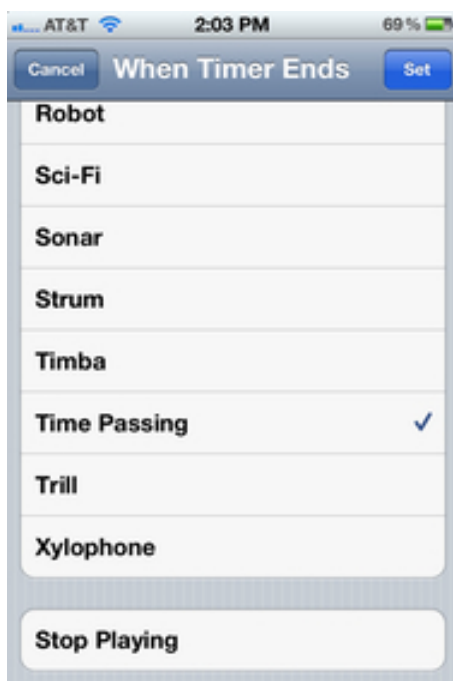 AT&T 2:03 PM 69 %
Cancel When Timer Ends Set
Robot
Sci-Fi
Sonar
Strum
Timba
Time Passing
Trill
Xylophone
Stop Playing